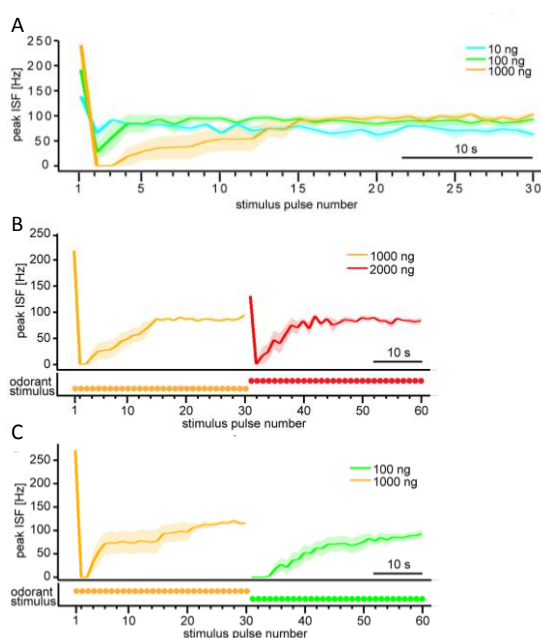 A
peak ISF [Hz]
250
200
150
100
50
0
10 ng
100 ng
1000 ng
10 s
1 5 10 15 20 25 30
stimulus pulse number
B
peak ISF [Hz]
250
200
150
100
50
0
1000 ng
2000 ng
10 s
odorant
stimulus
1 10 20 30 40 50 60
stimulus pulse number
C
peak ISF [Hz]
250
200
150
100
50
0
100 ng
1000 ng
10 s
odorant
stimulus
1 10 20 30 40 50 60
stimulus pulse number